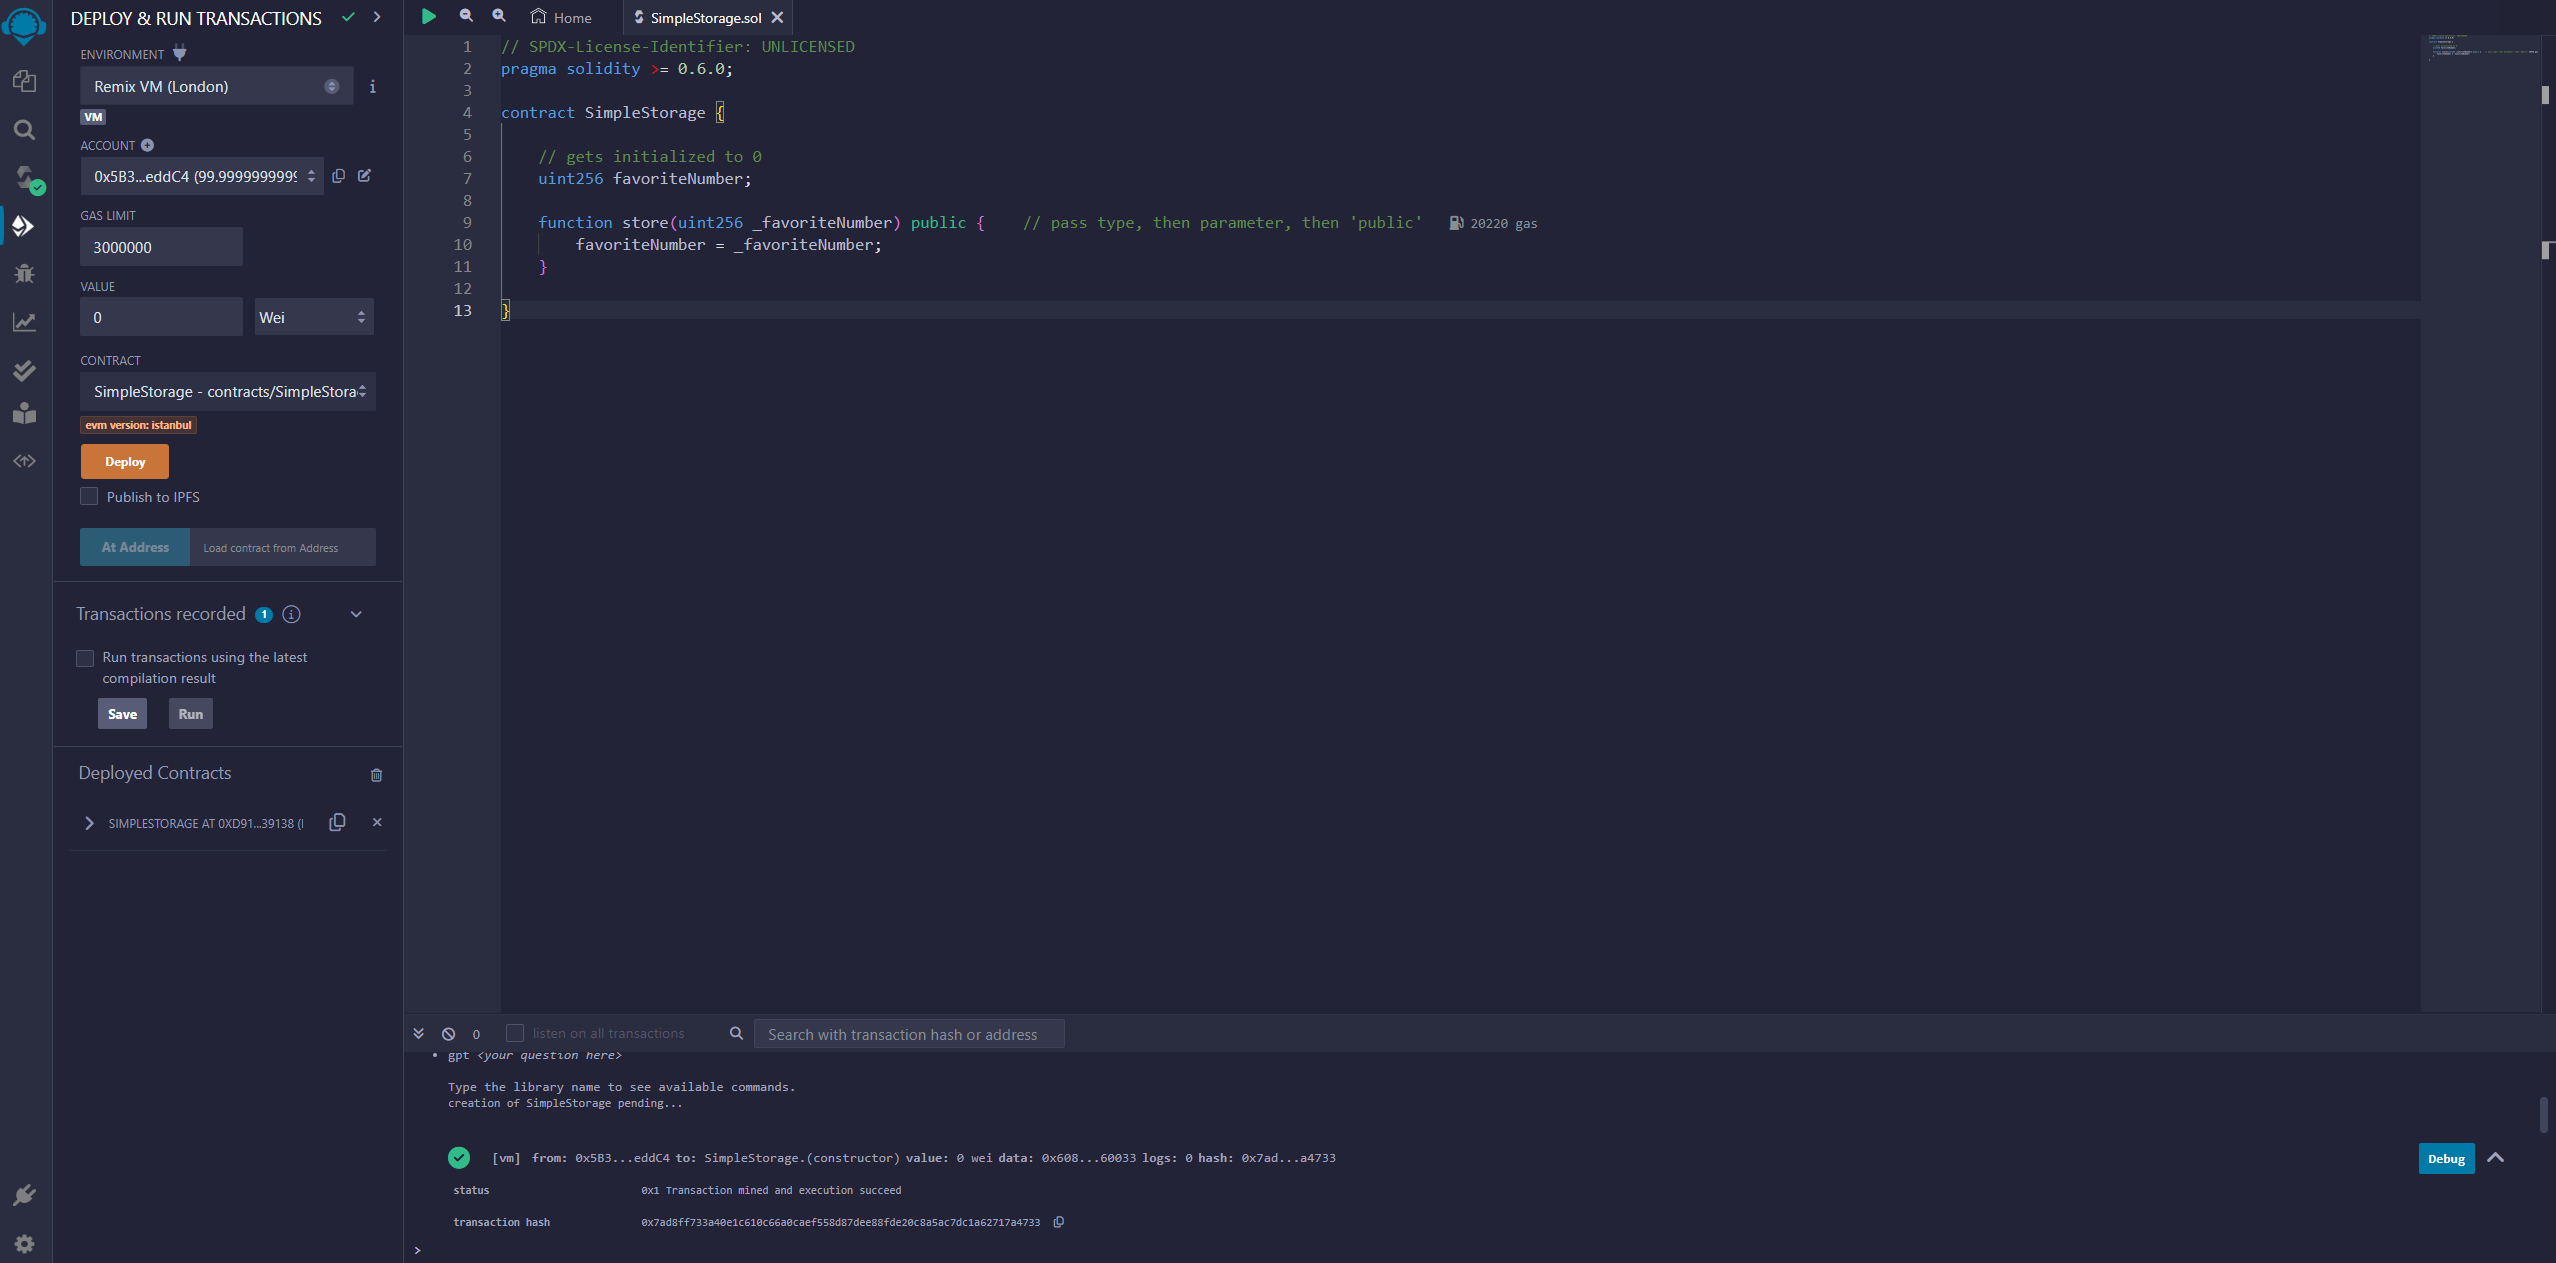 DEPLOY & RUN TRANSACTIONS
ENVIRONMENT
Remix VM (London)
VM
ACCOUNT
0x5B3...eddC4 (99.9999999999
GAS LIMIT
3000000
VALUE
0
Wei
CONTRACT
SimpleStorage - contracts/SimpleStora
evm version: istanbul
Deploy
Publish to IPFS
At Address
Load contract from Address
Transactions recorded 1
Run transactions using the latest
compilation result
Save
Run
Deployed Contracts
SIMPLESTORAGE AT 0XD91...39138 (
Home
SimpleStorage.sol
1 // SPDX-License-Identifier: UNLICENSED
2 pragma solidity >= 0.6.0;
3
4 contract SimpleStorage {
5
6 // gets initialized to 0
7 uint256 favoriteNumber;
8
9 function store(uint256 _favoriteNumber) public { // pass type, then parameter, then 'public' 20220 gas
10 favoriteNumber = _favoriteNumber;
11 }
12
13 }
0
listen on all transactions
Search with transaction hash or address
• gpt <your question here>
Type the library name to see available commands.
creation of SimpleStorage pending...
[vm] from: 0x5B3...eddC4 to: SimpleStorage.(constructor) value: 0 wei data: 0x608...60033 logs: 0 hash: 0x7ad...a4733
Debug
status 0x1 Transaction mined and execution succeed
transaction hash 0x7ad8ff733a40e1c610c66a0caef558d87dee88fde20c8a5ac7dc1a62717a4733
>